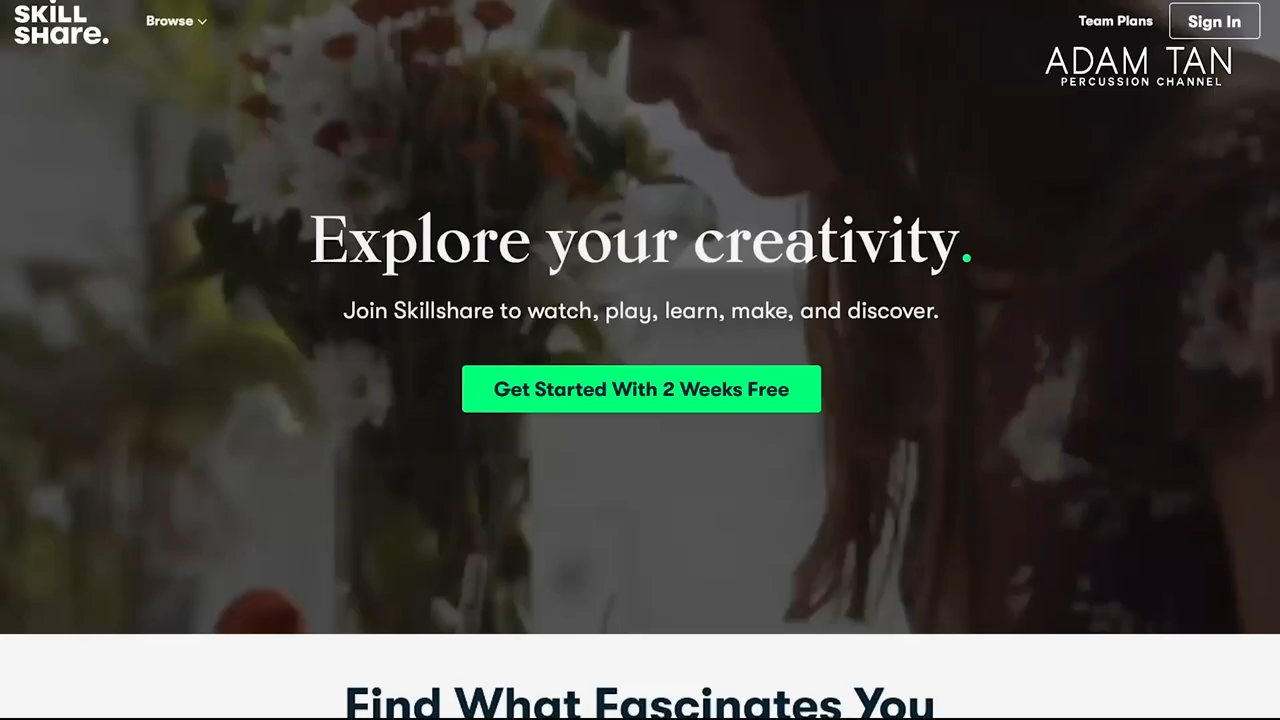 SKILL
SHare.
Browse
Team Plans
Sign In
ADAM TAN
PERCUSSION CHANNEL
Explore your creativity.
Join Skillshare to watch, play, learn, make, and discover.
Get Started With 2 Weeks Free
Find What Fascinates You